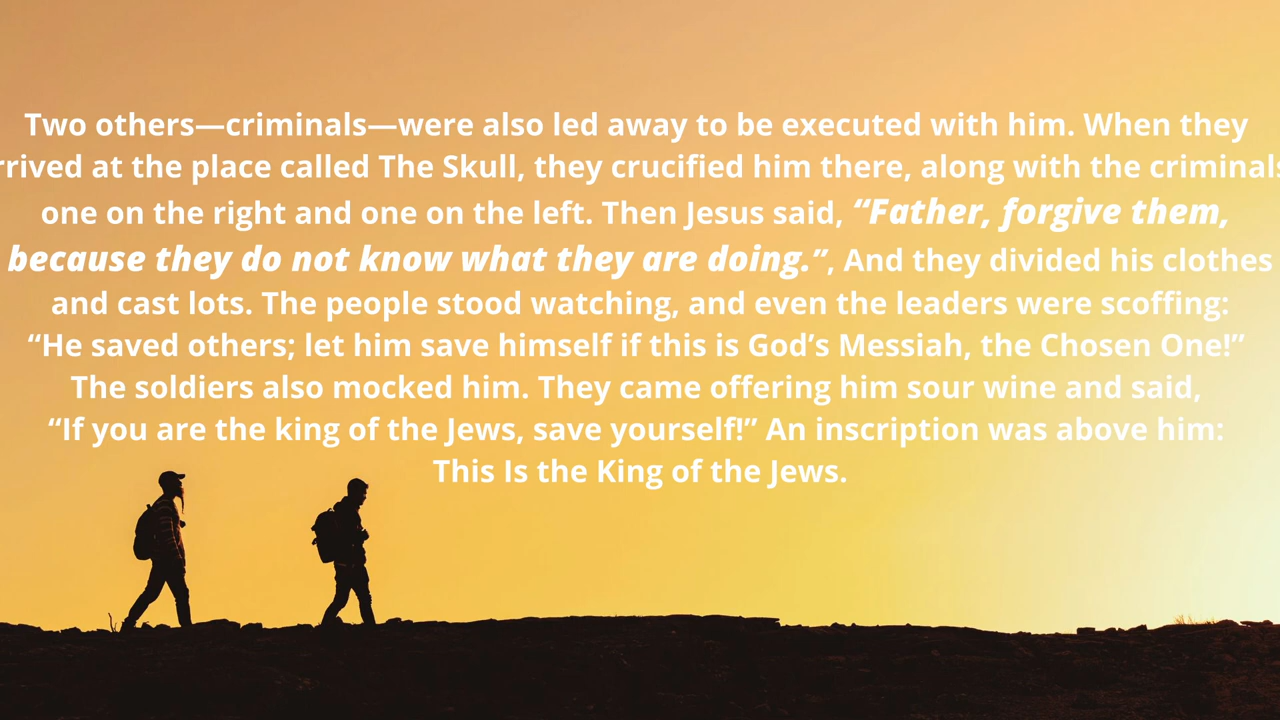 Two others—criminals—were also led away to be executed with him. When they
rrived at the place called The Skull, they crucified him there, along with the criminals
one on the right and one on the left. Then Jesus said, “Father, forgive them,
because they do not know what they are doing.”, And they divided his clothes
and cast lots. The people stood watching, and even the leaders were scoffing:
“He saved others; let him save himself if this is God’s Messiah, the Chosen One!”
The soldiers also mocked him. They came offering him sour wine and said,
“If you are the king of the Jews, save yourself!” An inscription was above him:
This Is the King of the Jews.